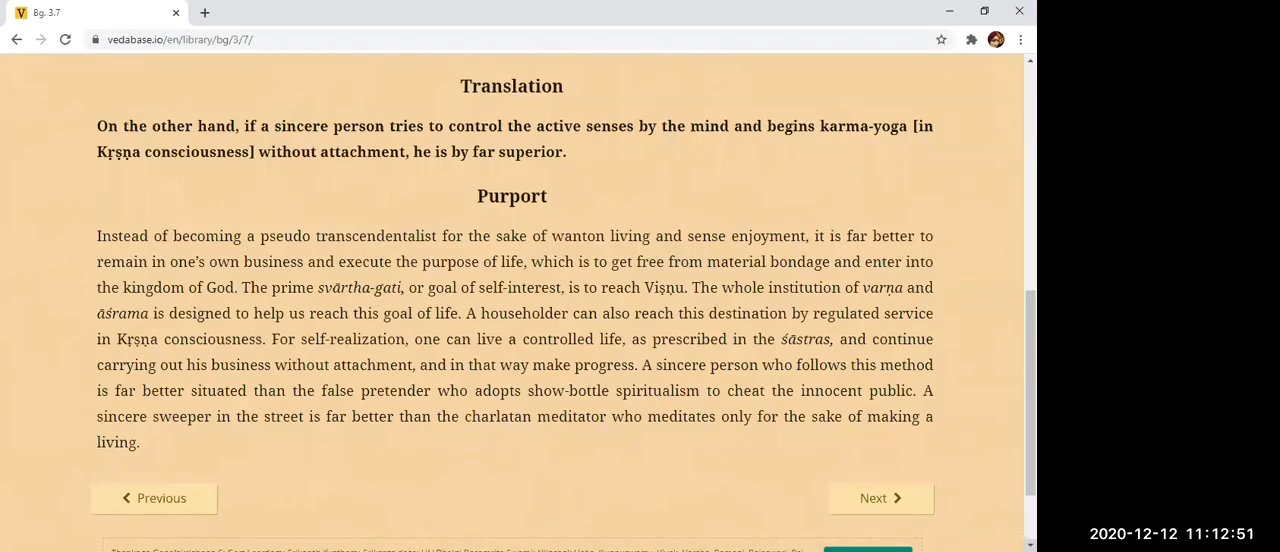 Bg. 3.7
vedabase.io/en/library/bg/3/7/
Translation
On the other hand, if a sincere person tries to control the active senses by the mind and begins karma-yoga [in
Kṛṣṇa consciousness] without attachment, he is by far superior.
Purport
Instead of becoming a pseudo transcendentalist for the sake of wanton living and sense enjoyment, it is far better to
remain in one’s own business and execute the purpose of life, which is to get free from material bondage and enter into
the kingdom of God. The prime svārtha-gati, or goal of self-interest, is to reach Viṣṇu. The whole institution of varṇa and
āśrama is designed to help us reach this goal of life. A householder can also reach this destination by regulated service
in Kṛṣṇa consciousness. For self-realization, one can live a controlled life, as prescribed in the śāstras, and continue
carrying out his business without attachment, and in that way make progress. A sincere person who follows this method
is far better situated than the false pretender who adopts show-bottle spiritualism to cheat the innocent public. A
sincere sweeper in the street is far better than the charlatan meditator who meditates only for the sake of making a
living.
Previous
Next
2020-12-12 11:12:51